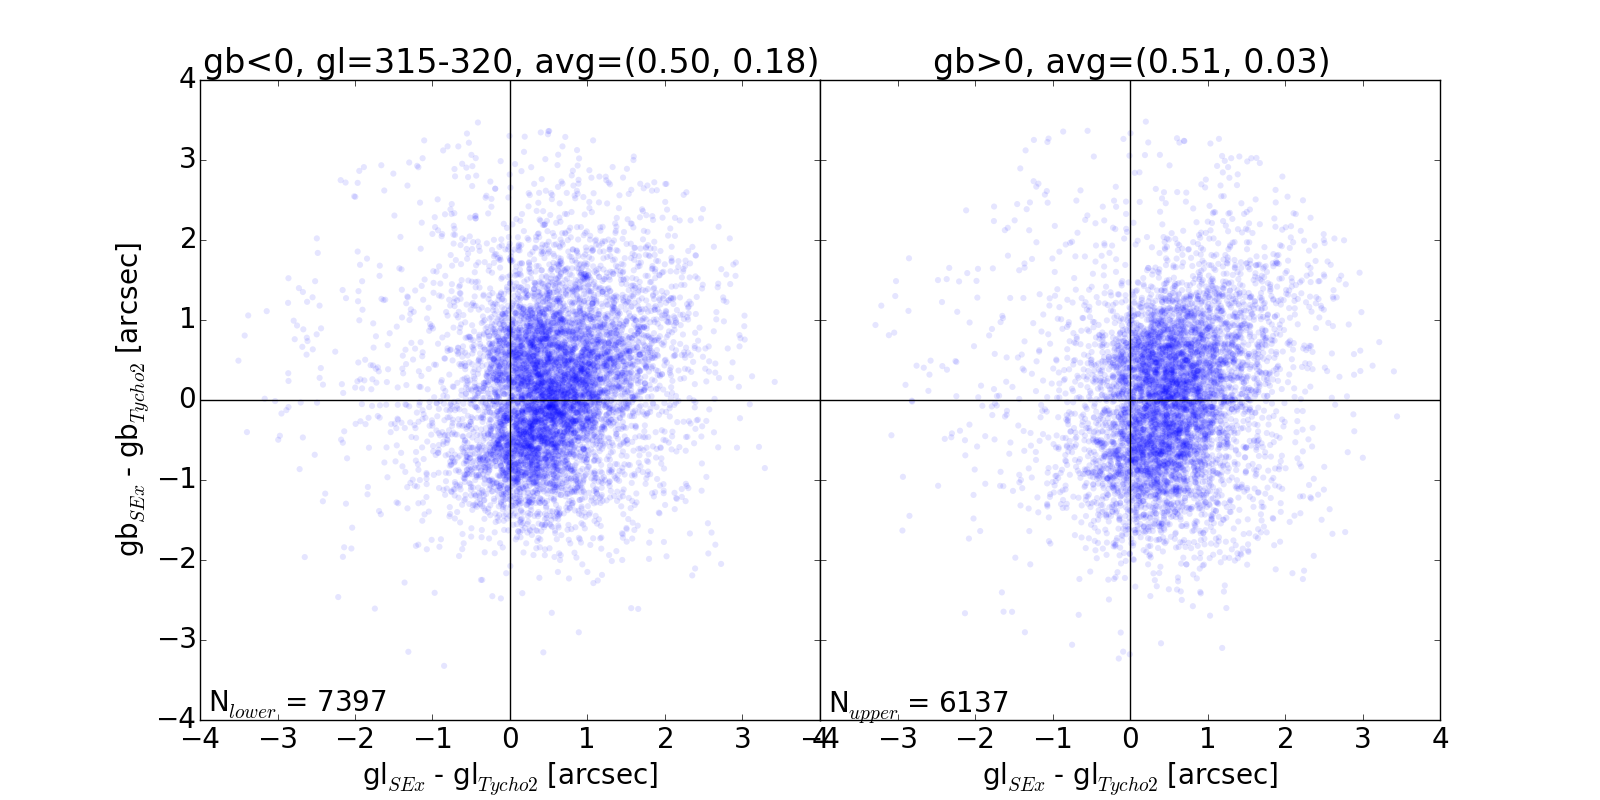 gb<0, gl=315-320, avg=(0.50, 0.18)
gb>0, avg=(0.51, 0.03)
4
3
2
1
0
−1
−2
−3
−4
gb_SEx - gb_Tycho2 [arcsec]
N_lower = 7397
N_upper = 6137
−4 −3 −2 −1 0 1 2 3 4
−4 −3 −2 −1 0 1 2 3 4
gl_SEx - gl_Tycho2 [arcsec]
gl_SEx - gl_Tycho2 [arcsec]